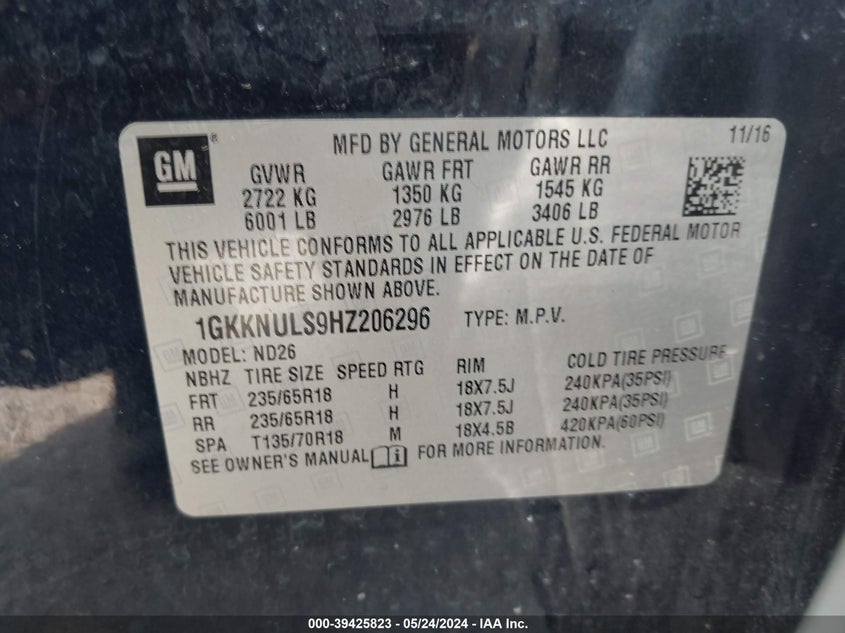 GM ® MFD BY GENERAL MOTORS LLC 11/16
GVWR GAWR FRT GAWR RR
2722 KG 1350 KG 1545 KG
6001 LB 2976 LB 3406 LB
THIS VEHICLE CONFORMS TO ALL APPLICABLE U.S. FEDERAL MOTOR
VEHICLE SAFETY STANDARDS IN EFFECT ON THE DATE OF
MANUFACTURE SHOWN ABOVE.
1GKKNULS9HZ206296 TYPE: M.P.V.
MODEL: ND26
NBHZ TIRE SIZE SPEED RTG RIM COLD TIRE PRESSURE
FRT 235/65R18 H 18X7.5J 240KPA(35PSI)
RR 235/65R18 H 18X7.5J 240KPA(35PSI)
SPA T135/70R18 M 18X4.5B 420KPA(60PSI)
SEE OWNER'S MANUAL FOR MORE INFORMATION.
000-39425823 - 05/24/2024 - IAA Inc.